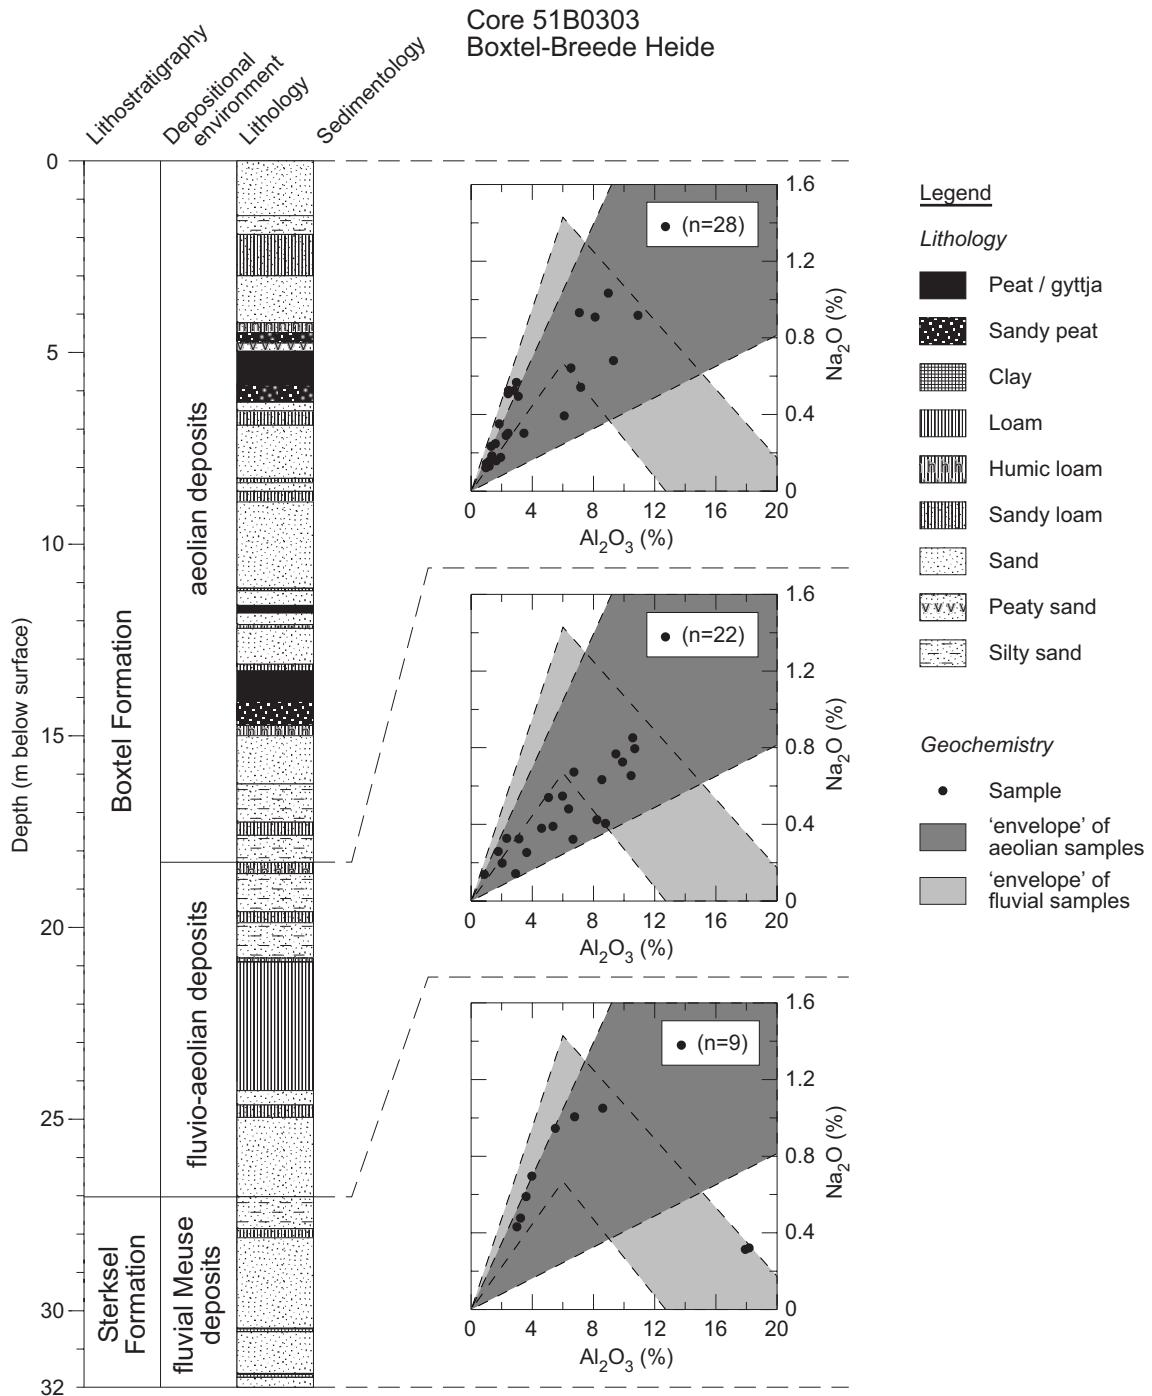 Core 51B0303
Boxtel-Breede Heide
Lithostratigraphy
Depositional
environment
Lithology
Sedimentology
Depth (m below surface)
0
5
10
15
20
25
30
32
Boxtel Formation
Sterksel
Formation
aeolian deposits
fluvio-aeolian deposits
fluvial Meuse
deposits
(n=28)
1.6
1.2
0.8
0.4
0
Na2O (%)
0 4 8 12 16 20
Al2O3 (%)
(n=22)
1.6
1.2
0.8
0.4
0
Na2O (%)
0 4 8 12 16 20
Al2O3 (%)
(n=9)
1.6
1.2
0.8
0.4
0
Na2O (%)
0 4 8 12 16 20
Al2O3 (%)
Legend
Lithology
Peat / gyttja
Sandy peat
Clay
Loam
Humic loam
Sandy loam
Sand
Peaty sand
Silty sand
Geochemistry
Sample
‘envelope’ of
aeolian samples
‘envelope’ of
fluvial samples